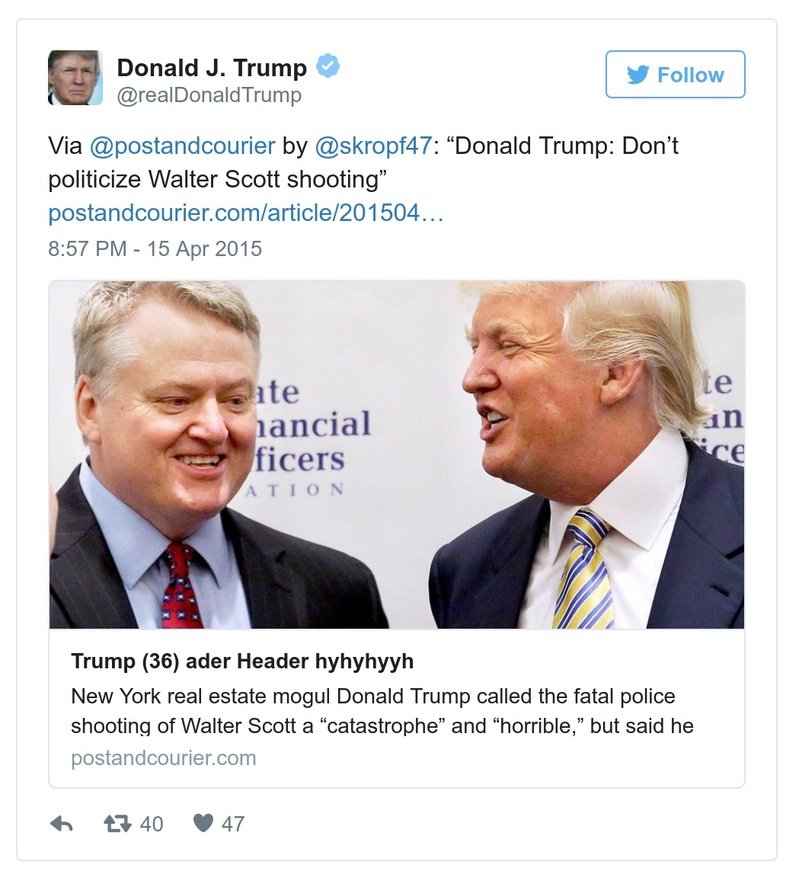 Donald J. Trump
@realDonaldTrump
Follow
Via @postandcourier by @skropf47: “Donald Trump: Don’t
politicize Walter Scott shooting”
postandcourier.com/article/201504…
8:57 PM - 15 Apr 2015
ate
nancial
ficers
ATION
te
an
ice
Trump (36) ader Header hyhyhyyh
New York real estate mogul Donald Trump called the fatal police
shooting of Walter Scott a “catastrophe” and “horrible,” but said he
postandcourier.com
40
47